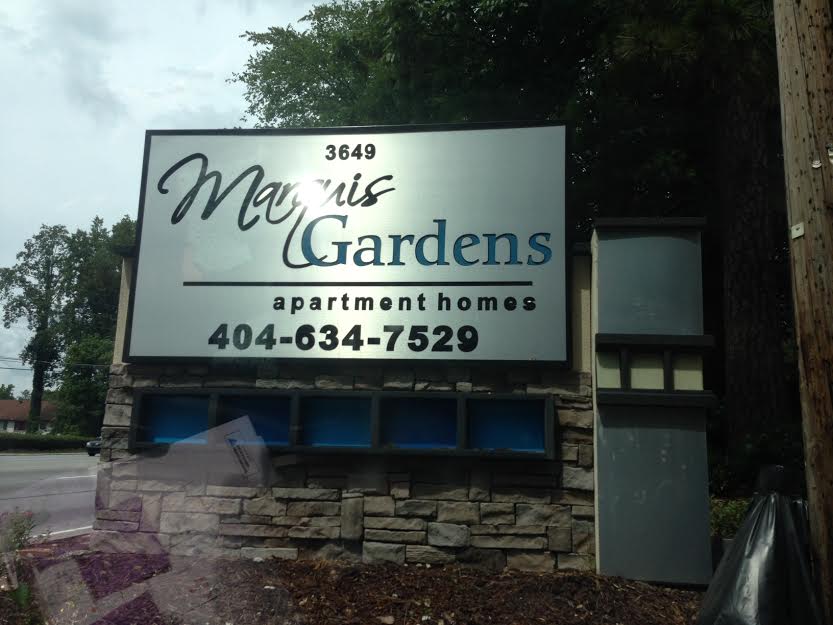 3649
Marquis
Gardens
apartment homes
404-634-7529